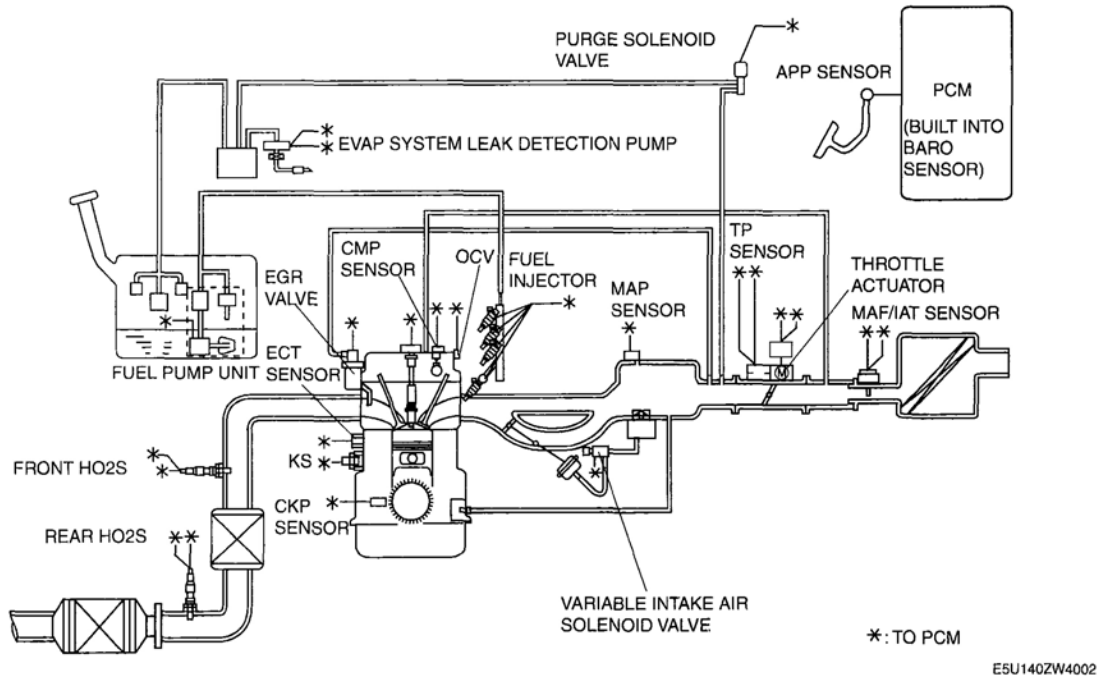 PURGE SOLENOID
VALVE
*
APP SENSOR
PCM
(BUILT INTO
BARO
SENSOR)
*
* EVAP SYSTEM LEAK DETECTION PUMP
CMP
SENSOR
OCV
FUEL
INJECTOR
*
TP
SENSOR
**
THROTTLE
ACTUATOR
**
MAF/IAT SENSOR
**
MAP
SENSOR
*
EGR
VALVE
*
*
*
*
*
FUEL PUMP UNIT
ECT
SENSOR
*
KS *
FRONT HO2S
*
*
CKP
SENSOR
*
REAR HO2S
**
*
VARIABLE INTAKE AIR
SOLENOID VALVE
*: TO PCM
E5U140ZW4002